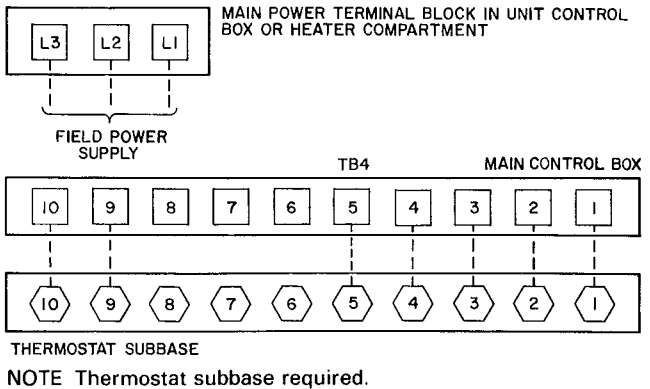 MAIN POWER TERMINAL BLOCK IN UNIT CONTROL
BOX OR HEATER COMPARTMENT
L3 L2 L1
FIELD POWER
SUPPLY
TB4 MAIN CONTROL BOX
10 9 8 7 6 5 4 3 2 1
10 9 8 7 6 5 4 3 2 1
THERMOSTAT SUBBASE
NOTE Thermostat subbase required.